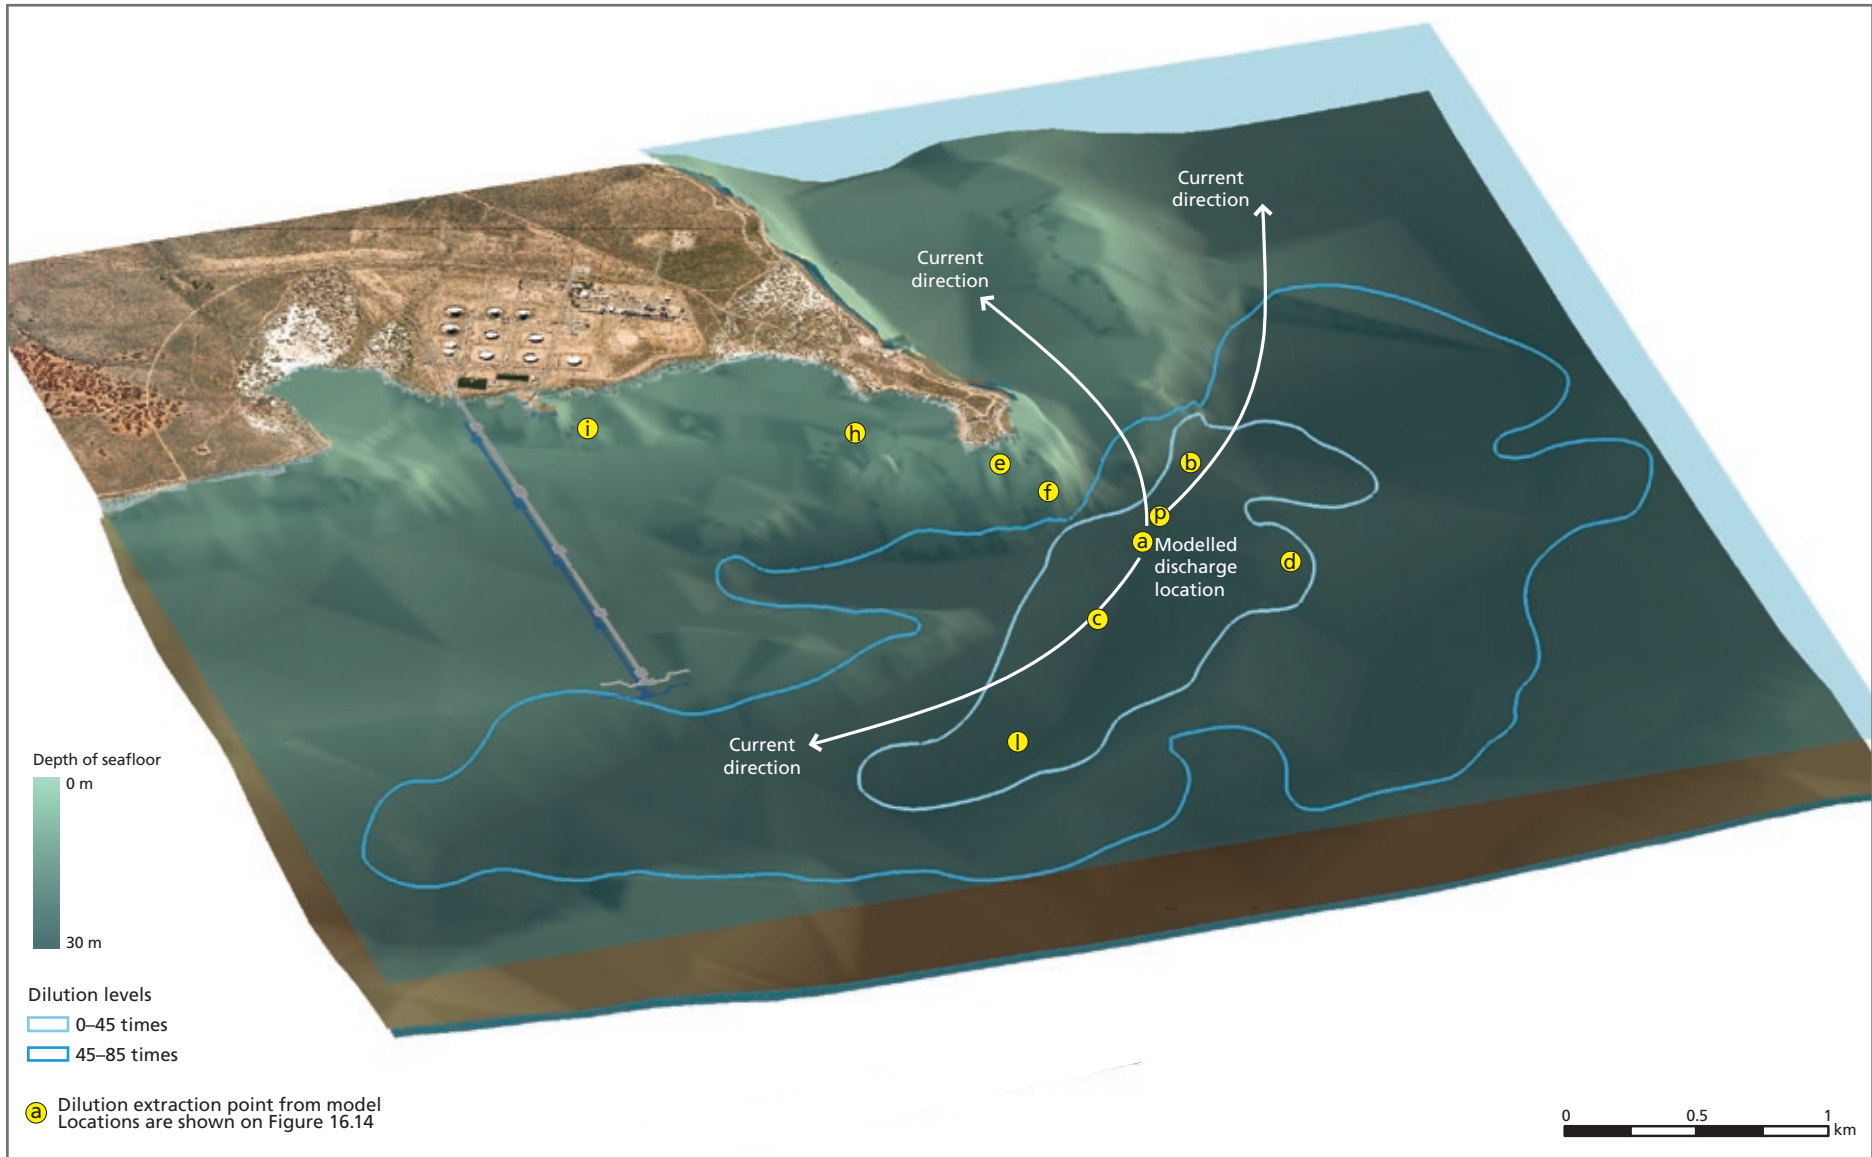 Current
direction
Current
direction
i
h
e
f
b
p
a
Modelled
discharge
location
d
c
l
Current
direction
Depth of seafloor
0 m
30 m
Dilution levels
0–45 times
45–85 times
a
Dilution extraction point from model
Locations are shown on Figure 16.14
0 0.5 1
km